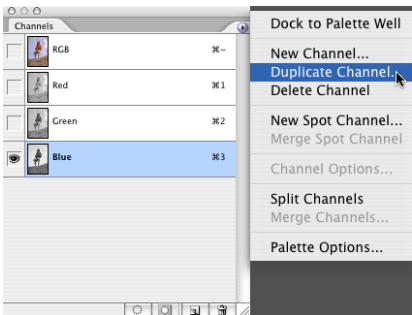 Channels
RGB ⌘~
Red ⌘1
Green ⌘2
Blue ⌘3
Dock to Palette Well
New Channel...
Duplicate Channel...
Delete Channel
New Spot Channel...
Merge Spot Channel
Channel Options...
Split Channels
Merge Channels...
Palette Options...